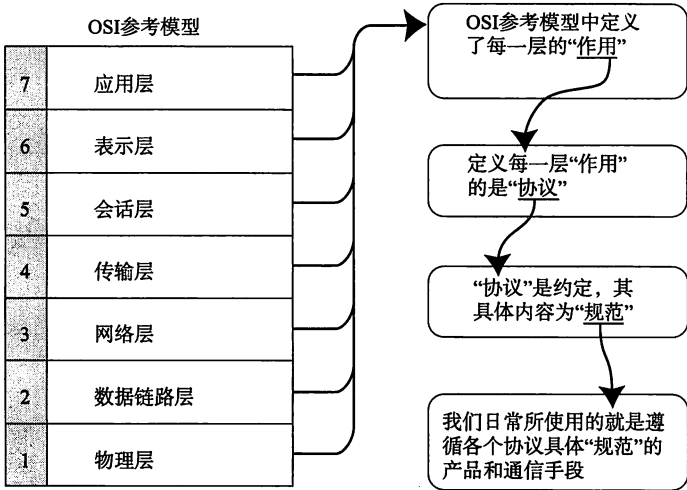 OSI参考模型
7 应用层
6 表示层
5 会话层
4 传输层
3 网络层
2 数据链路层
1 物理层
OSI参考模型中定义
了每一层的“作用”
定义每一层“作用”
的是“协议”
“协议”是约定，其
具体内容为“规范”
我们日常所使用的就是遵
循各个协议具体“规范”的
产品和通信手段